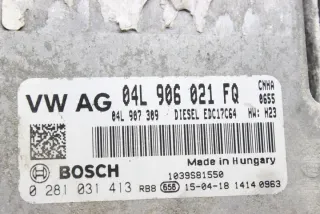 VW AG 04L 906 021 FQ CNHA
04L 907 309 DIESEL EDC17C64 0655
HW: H23
Made in Hungary
BOSCH 1039S81550
0 281 031 413 RBB 658 15-04-18 1414 0963